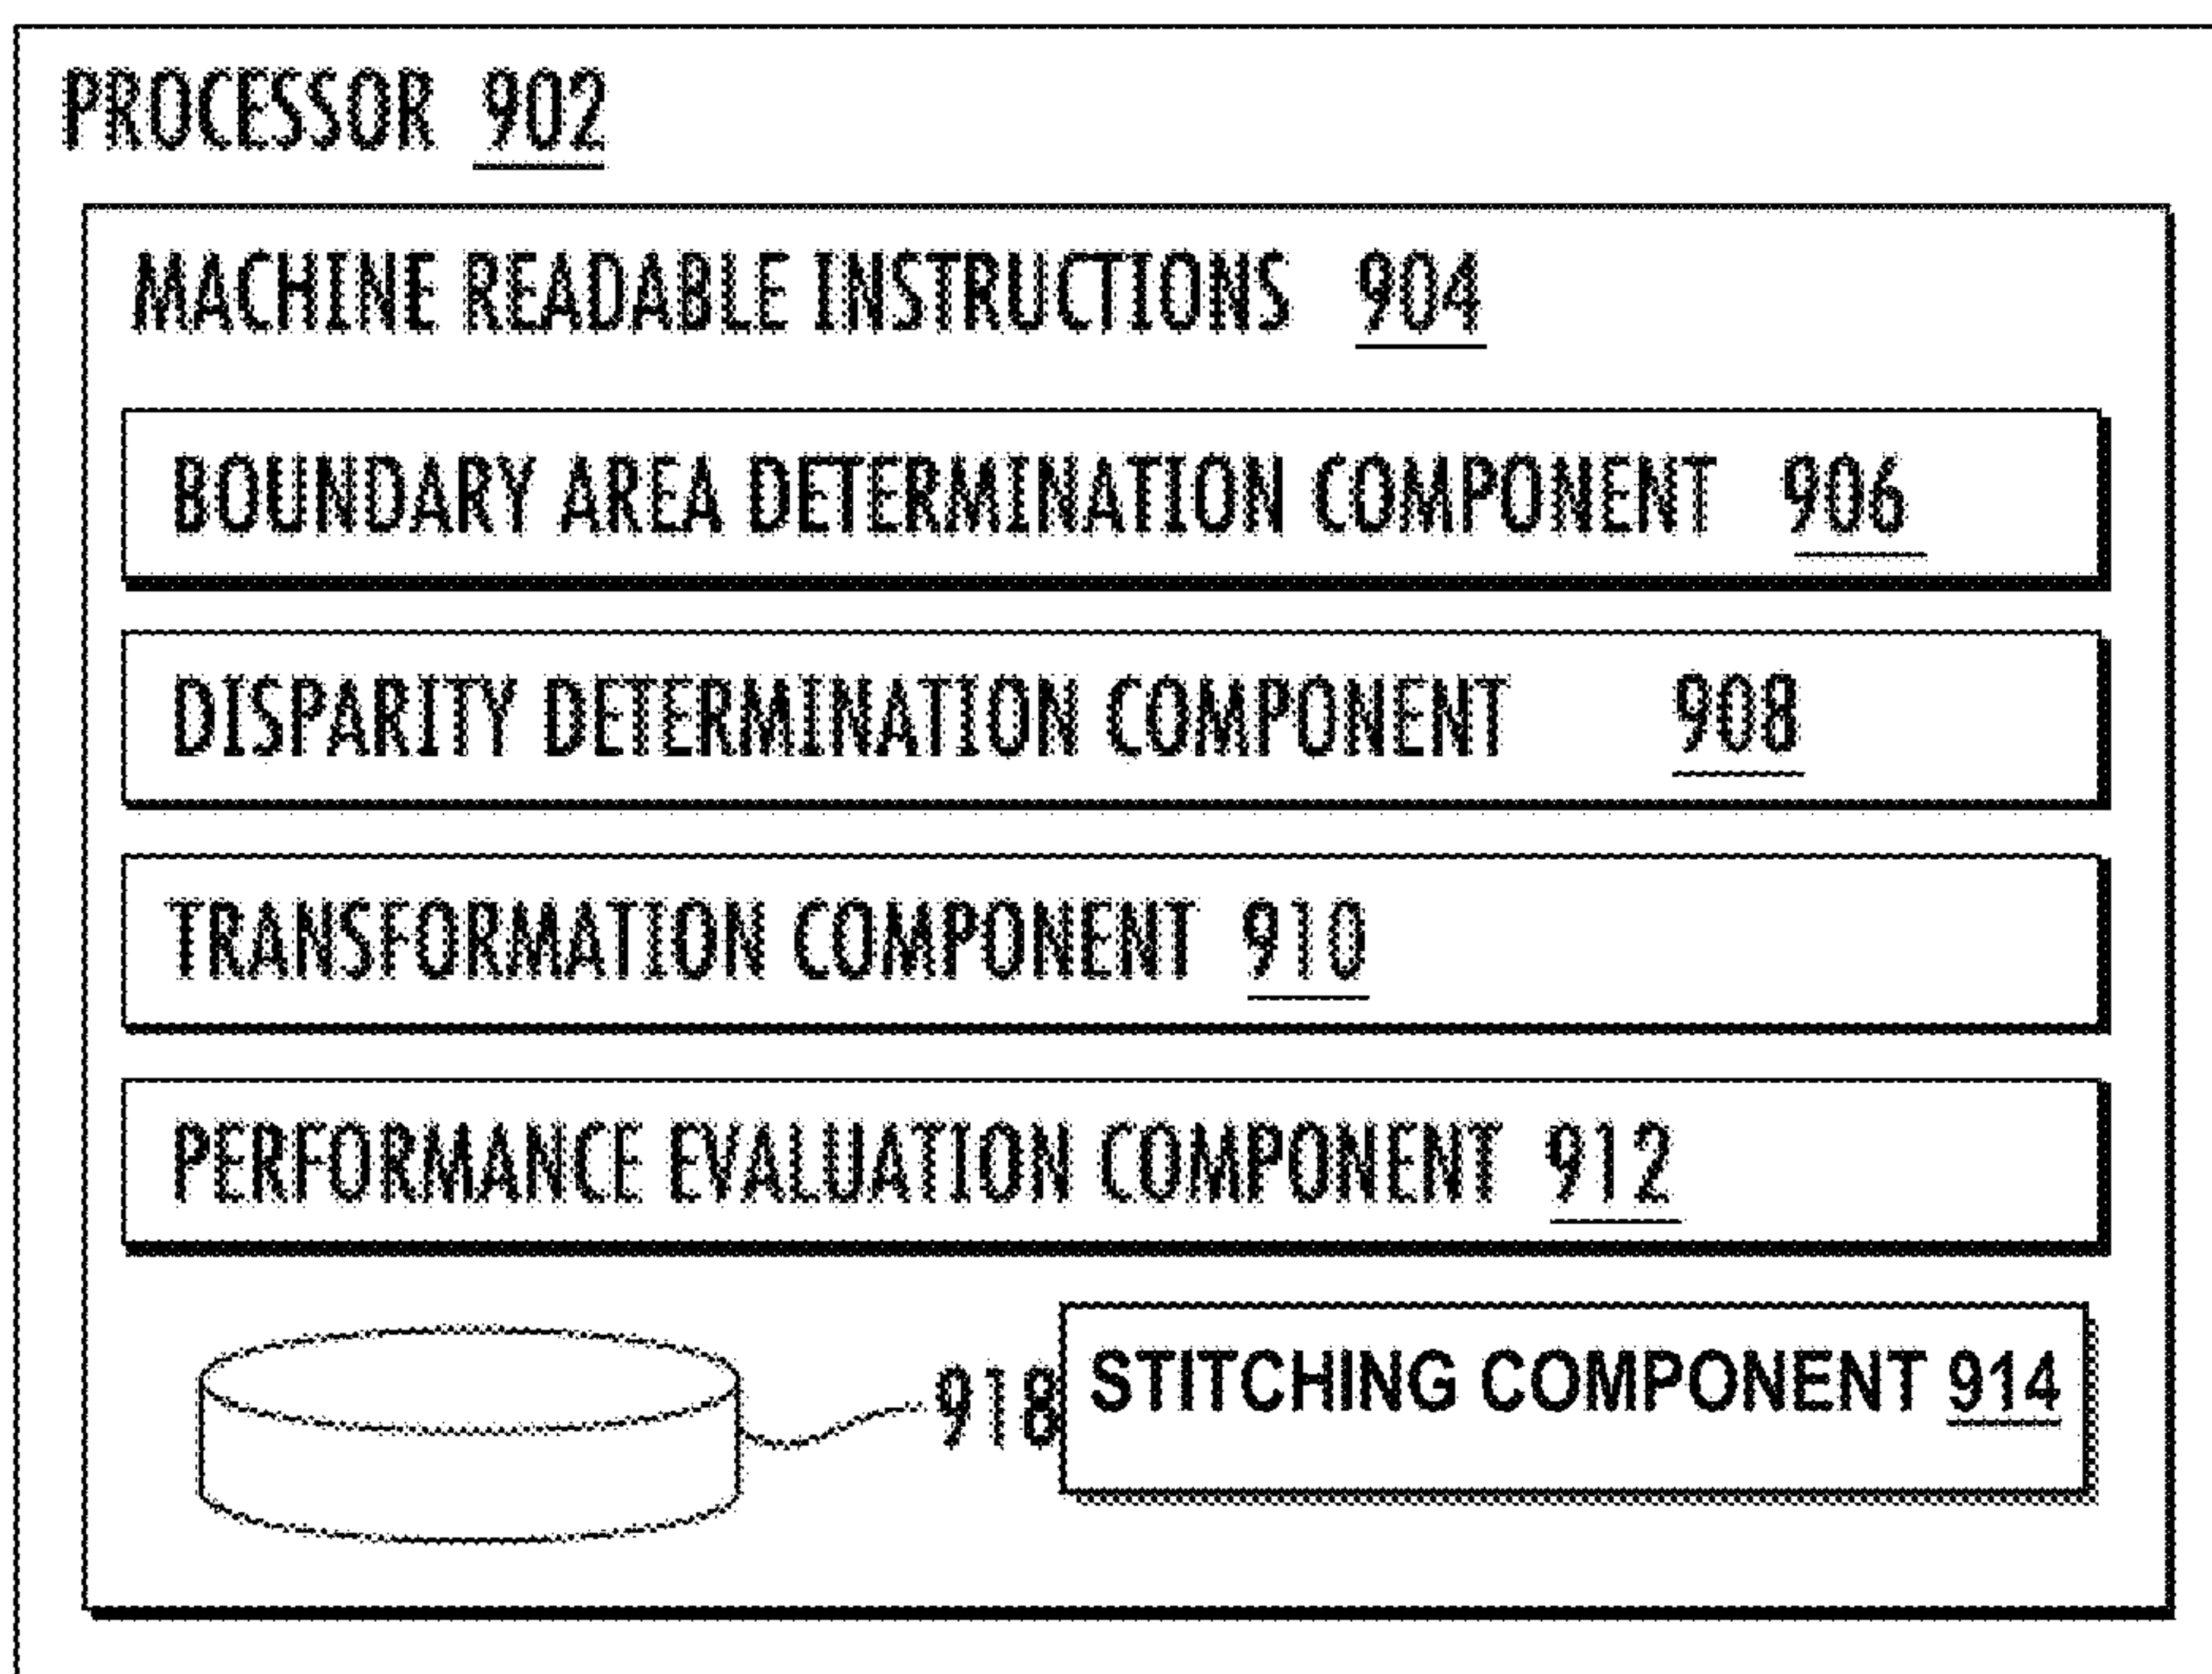 PROCESSOR 902
MACHINE READABLE INSTRUCTIONS 904
BOUNDARY AREA DETERMINATION COMPONENT 906
DISPARITY DETERMINATION COMPONENT 908
TRANSFORMATION COMPONENT 910
PERFORMANCE EVALUATION COMPONENT 912
918
STITCHING COMPONENT 914